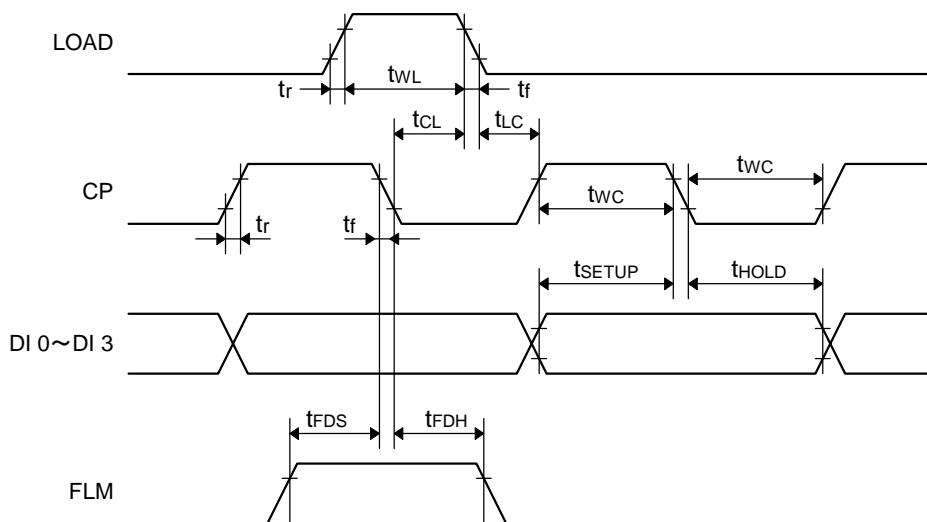 LOAD
tr tWL tf
tCL tLC
CP
tWC tWC
tr tf
tSETUP tHOLD
DI 0～DI 3
tFDS tFDH
FLM